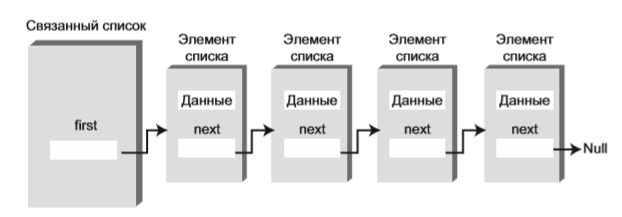 Связанный список
first
Элемент
списка
Данные
next
Элемент
списка
Данные
next
Элемент
списка
Данные
next
Элемент
списка
Данные
next
Null